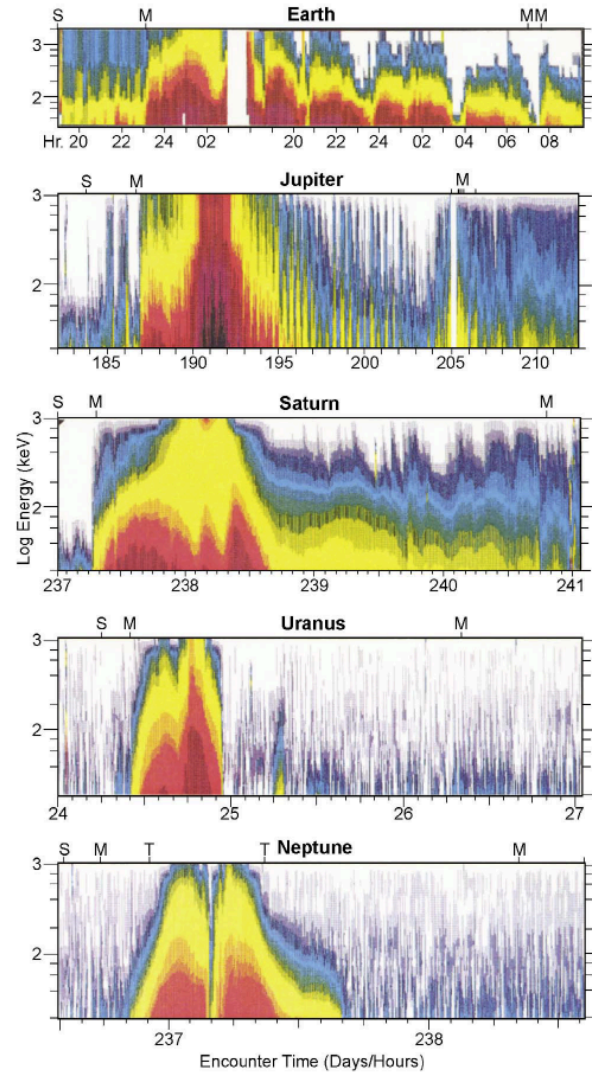 S M Earth M M
3
2
Hr. 20 22 24 02 20 22 24 02 04 06 08
S M Jupiter M
3
2
185 190 195 200 205 210
S M Saturn M
3
2
Log Energy (keV)
237 238 239 240 241
S M Uranus M
3
2
24 25 26 27
S M T T Neptune M
3
2
237 238
Encounter Time (Days/Hours)